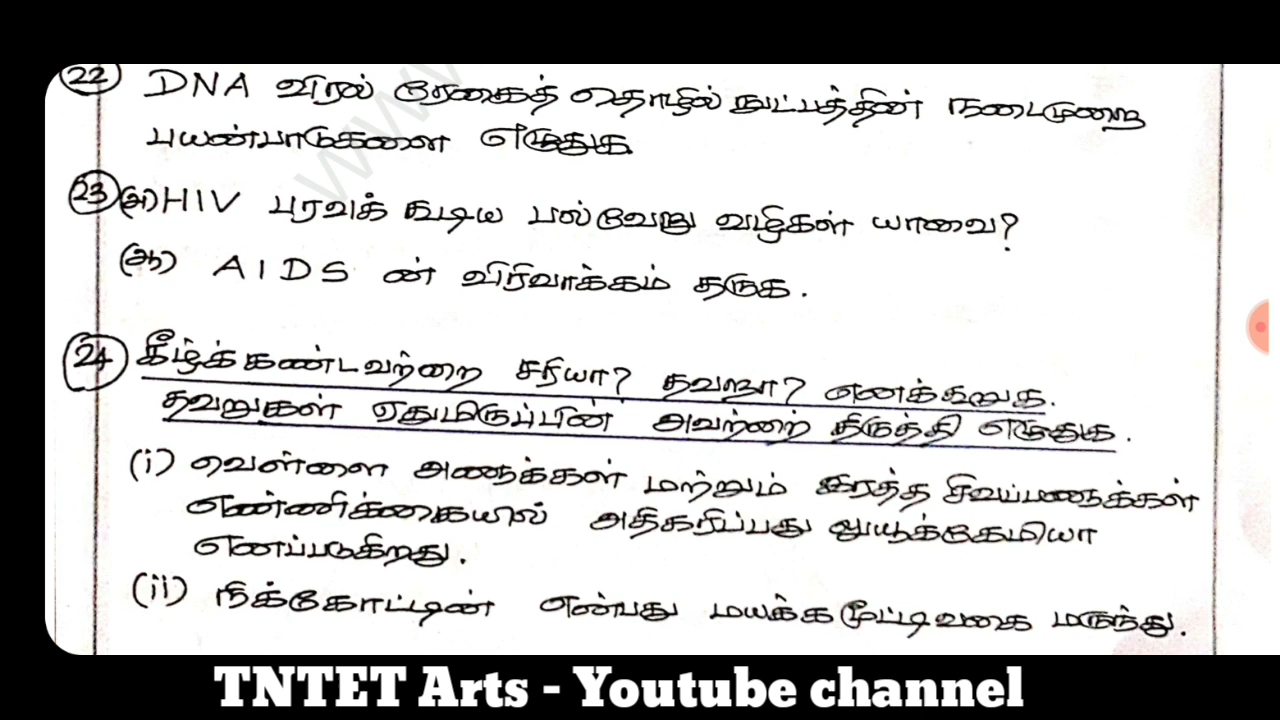 22 DNA விரல் ரேகைத் தொழில் நுட்பத்தின் நடைமுறை
பயன்பாடுகளை எழுதுக
23 (அ) HIV பரவக் கூடிய பல்வேறு வழிகள் யாவை?
(ஆ) AIDS ன் விரிவாக்கம் தருக.
24 கீழ்க்கண்டவற்றை சரியா? தவறா? எனக்கூறுக.
தவறுகள் ஏதுமிருப்பின் அவற்றை திருத்தி எழுதுக.
(i) வெள்ளை அணுக்கள் மற்றும் இரத்த சிவப்பணுக்கள்
எண்ணிக்கையில் அதிகரிப்பது லுயூக்கேமியா
எனப்படுகிறது.
(ii) நிக்கோட்டின் என்பது மயக்கமூட்டிவகை மருந்து.
www
TNTET Arts - Youtube channel